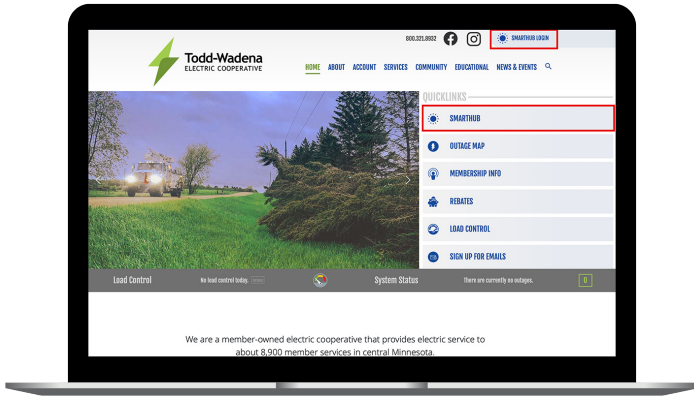 800.321.8932
SMARTHUB LOGIN
Todd-Wadena
ELECTRIC COOPERATIVE
HOME ABOUT ACCOUNT SERVICES COMMUNITY EDUCATIONAL NEWS & EVENTS
QUICKLINKS
SMARTHUB
OUTAGE MAP
MEMBERSHIP INFO
REBATES
LOAD CONTROL
SIGN UP FOR EMAILS
Load Control
No load control today.
System Status
There are currently no outages.
0
We are a member-owned electric cooperative that provides electric service to
about 8,900 member services in central Minnesota.